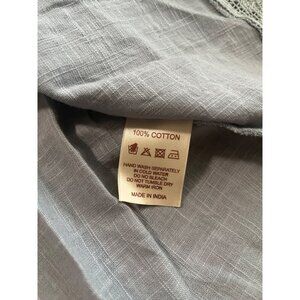 100% COTTON
HAND WASH SEPARATELY
IN COLD WATER
DO NO BLEACH
DO NOT TUMBLE DRY
WARM IRON
MADE IN INDIA